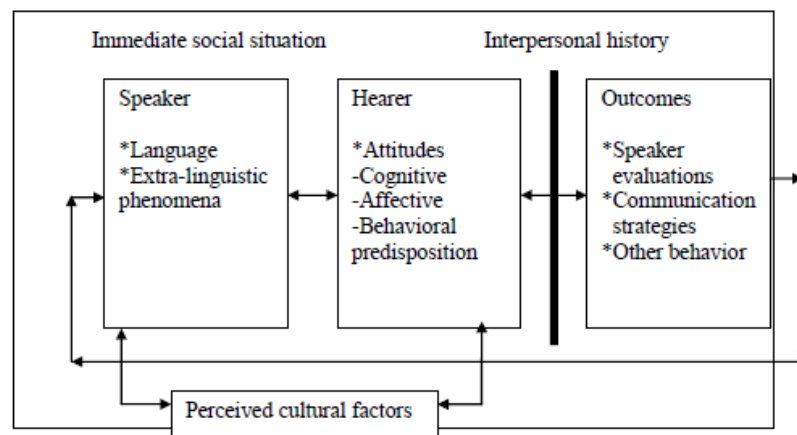 Immediate social situation
Interpersonal history
Speaker
*Language
*Extra-linguistic
phenomena
Hearer
*Attitudes
-Cognitive
-Affective
-Behavioral
predisposition
Outcomes
*Speaker
evaluations
*Communication
strategies
*Other behavior
Perceived cultural factors